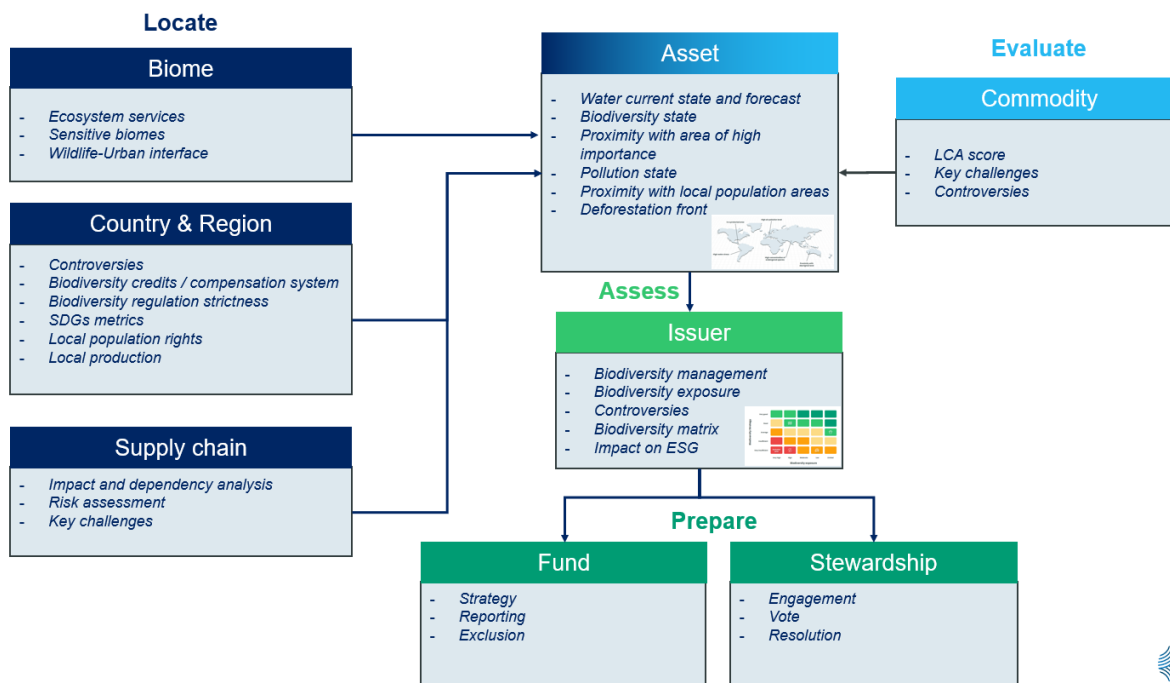 Locate
Biome
- Ecosystem services
- Sensitive biomes
- Wildlife-Urban interface
Country & Region
- Controversies
- Biodiversity credits / compensation system
- Biodiversity regulation strictness
- SDGs metrics
- Local population rights
- Local production
Supply chain
- Impact and dependency analysis
- Risk assessment
- Key challenges
Asset
- Water current state and forecast
- Biodiversity state
- Proximity with area of high
importance
- Pollution state
- Proximity with local population areas
- Deforestation front
Evaluate
Commodity
- LCA score
- Key challenges
- Controversies
Assess
Issuer
- Biodiversity management
- Biodiversity exposure
- Controversies
- Biodiversity matrix
- Impact on ESG
Biodiversity exposure
Prepare
Fund
- Strategy
- Reporting
- Exclusion
Stewardship
- Engagement
- Vote
- Resolution